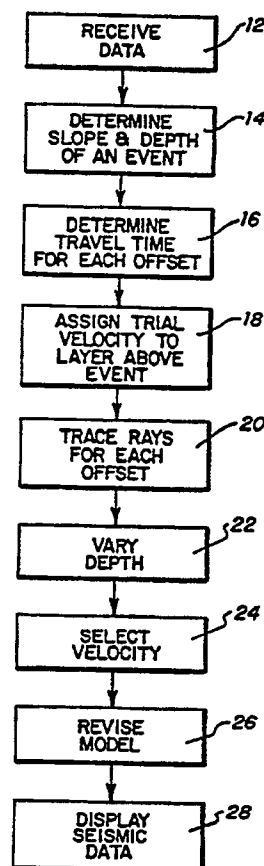 RECEIVE
DATA
12
DETERMINE
SLOPE & DEPTH
OF AN EVENT
14
DETERMINE
TRAVEL TIME
FOR EACH OFFSET
16
ASSIGN TRIAL
VELOCITY TO
LAYER ABOVE
EVENT
18
TRACE RAYS
FOR EACH
OFFSET
20
VARY
DEPTH
22
SELECT
VELOCITY
24
REVISE
MODEL
26
DISPLAY
SEISMIC
DATA
28